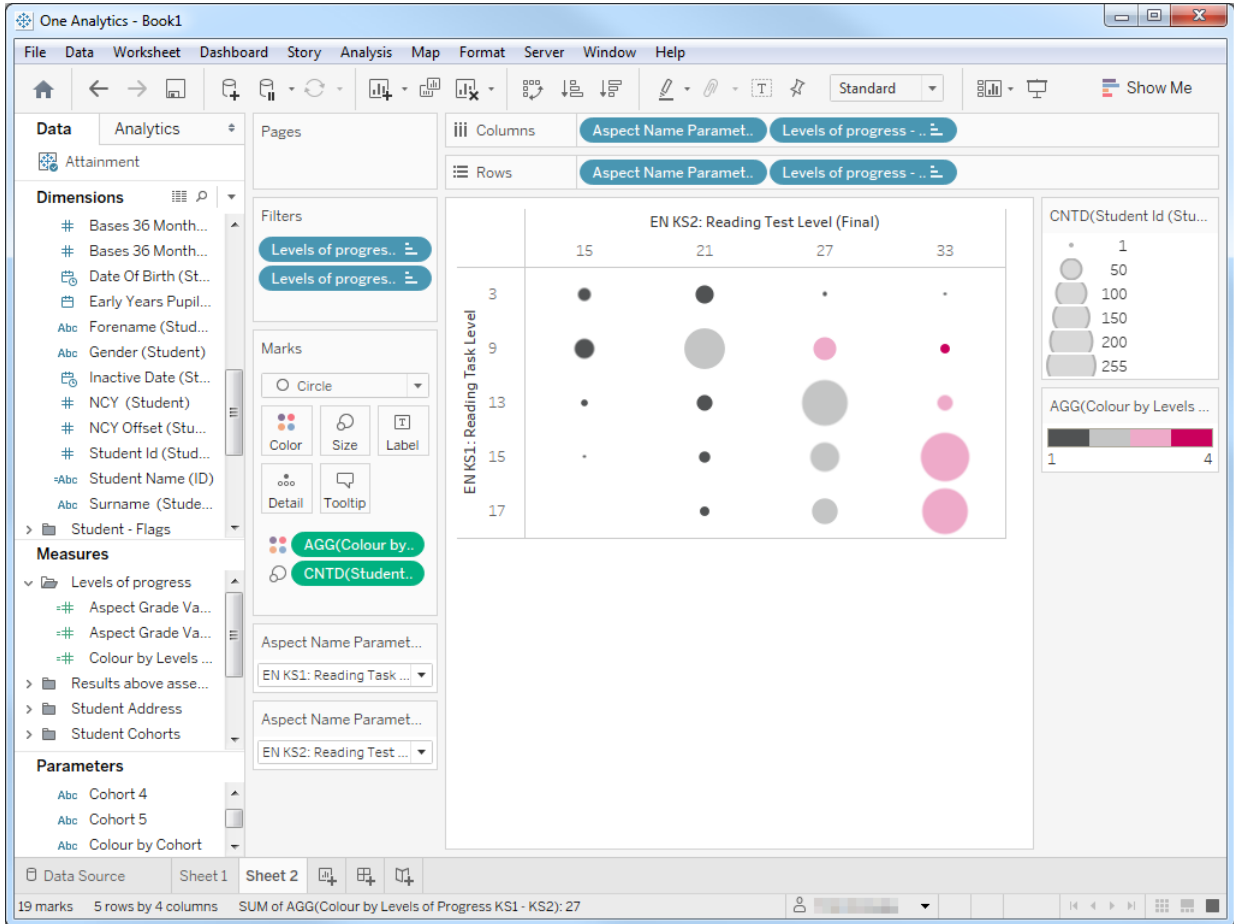 One Analytics - Book1
File Data Worksheet Dashboard Story Analysis Map Format Server Window Help
Standard
Show Me
Data Analytics
Attainment
Dimensions
# Bases 36 Month...
# Bases 36 Month...
Date Of Birth (St...
Early Years Pupil...
Abc Forename (Stud...
Abc Gender (Student)
Inactive Date (St...
# NCY (Student)
# NCY Offset (Stu...
# Student Id (Stud...
=Abc Student Name (ID)
Abc Surname (Stude...
Student - Flags
Measures
Levels of progress
=# Aspect Grade Va...
=# Aspect Grade Va...
=# Colour by Levels ...
Results above asse...
Student Address
Student Cohorts
Parameters
Abc Cohort 4
Abc Cohort 5
Abc Colour by Cohort
Pages
Filters
Levels of progres..
Levels of progres..
Marks
Circle
Color Size Label
Detail Tooltip
AGG(Colour by..
CNTD(Student..
Aspect Name Paramet...
EN KS1: Reading Task ...
Aspect Name Paramet...
EN KS2: Reading Test ...
Columns Aspect Name Paramet.. Levels of progress - ..
Rows Aspect Name Paramet.. Levels of progress - ..
EN KS2: Reading Test Level (Final)
15 21 27 33
EN KS1: Reading Task Level
3
9
13
15
17
CNTD(Student Id (Stu...
1
50
100
150
200
255
AGG(Colour by Levels ...
1 4
Data Source Sheet 1 Sheet 2
19 marks 5 rows by 4 columns SUM of AGG(Colour by Levels of Progress KS1 - KS2): 27